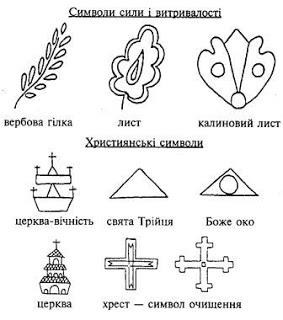 Символи сили і витривалості
вербова гілка лист калиновий лист
Християнські символи
церква-вічність свята Трійця Боже око
церква хрест — символ очищення